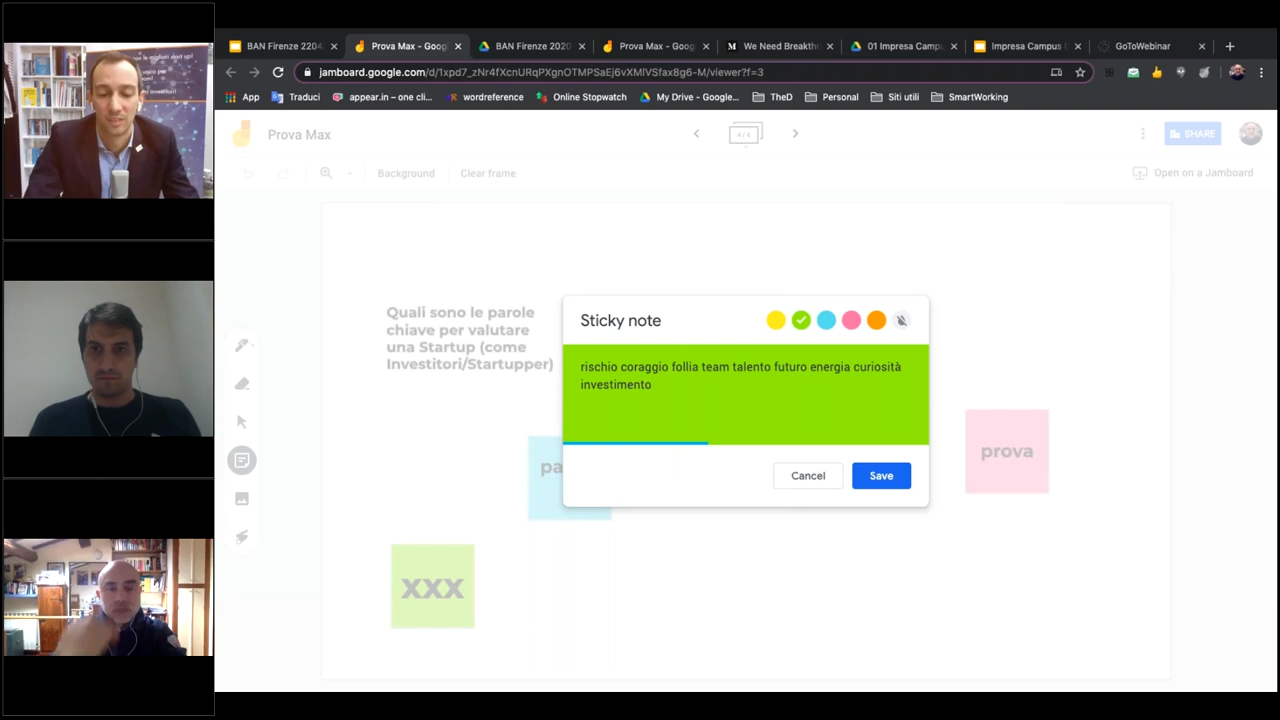 BAN Firenze 2204
Prova Max - Goog
BAN Firenze 2020
Prova Max - Goog
We Need Breakth
01 Impresa Camp
Impresa Campus
GoToWebinar
jamboard.google.com/d/1xpd7_zNr4fXcnURqPXgnOTMPSaEj6vXMlVSfax8g6-M/viewer?f=3
App
Traduci
appear.in – one cli...
wordreference
Online Stopwatch
My Drive - Google...
TheD
Personal
Siti utili
SmartWorking
Prova Max
4/4
SHARE
Background
Clear frame
Open on a Jamboard
Quali sono le parole
chiave per valutare
una Startup (come
Investitori/Startupper)
Sticky note
rischio coraggio follia team talento futuro energia curiosità
investimento
Cancel
Save
pa
prova
xxx